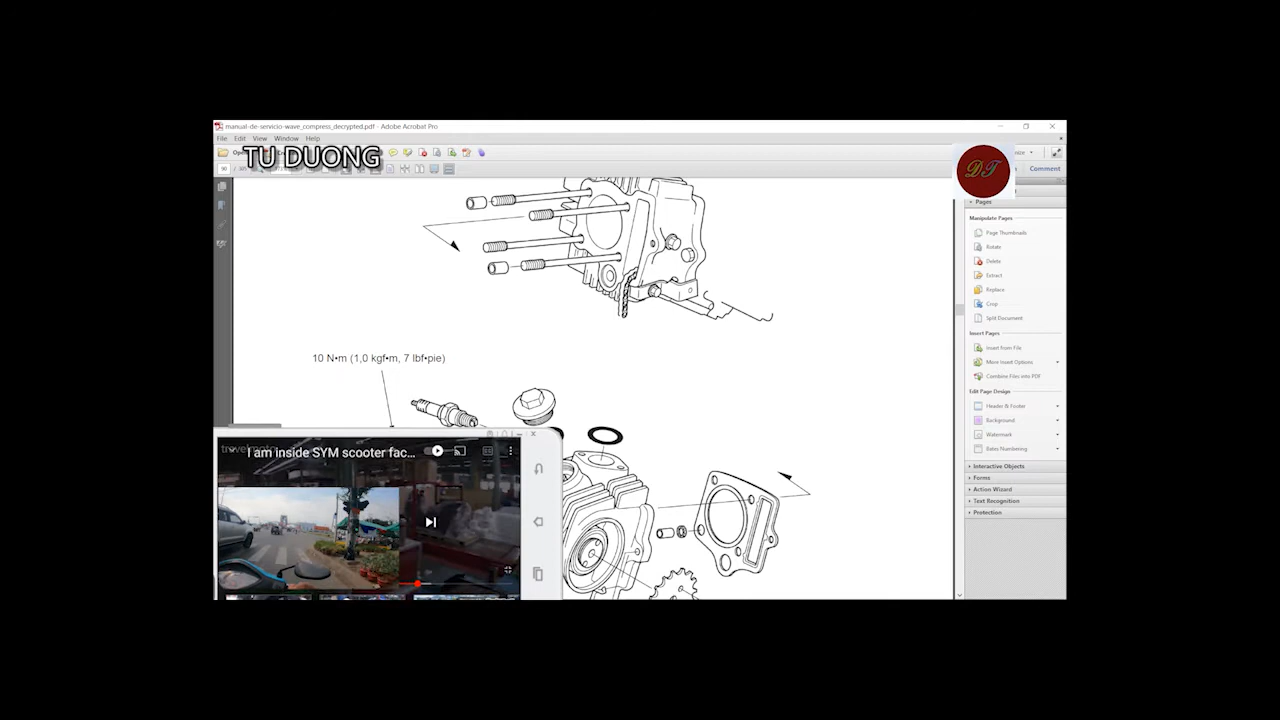 manual-de-servicio-wave_compress_decrypted.pdf - Adobe Acrobat Pro
File Edit View Window Help
TU DUONG
DT
90
Comment
Pages
Manipulate Pages
Page Thumbnails
Rotate
Delete
Extract
Replace
Crop
Split Document
Insert Pages
Insert from File
More Insert Options
Combine Files into PDF
Edit Page Design
Header & Footer
Background
Watermark
Bates Numbering
Interactive Objects
Forms
Action Wizard
Text Recognition
Protection
10 N•m (1,0 kgf•m, 7 lbf•pie)
travelmoto
I am inside SYM scooter fac...